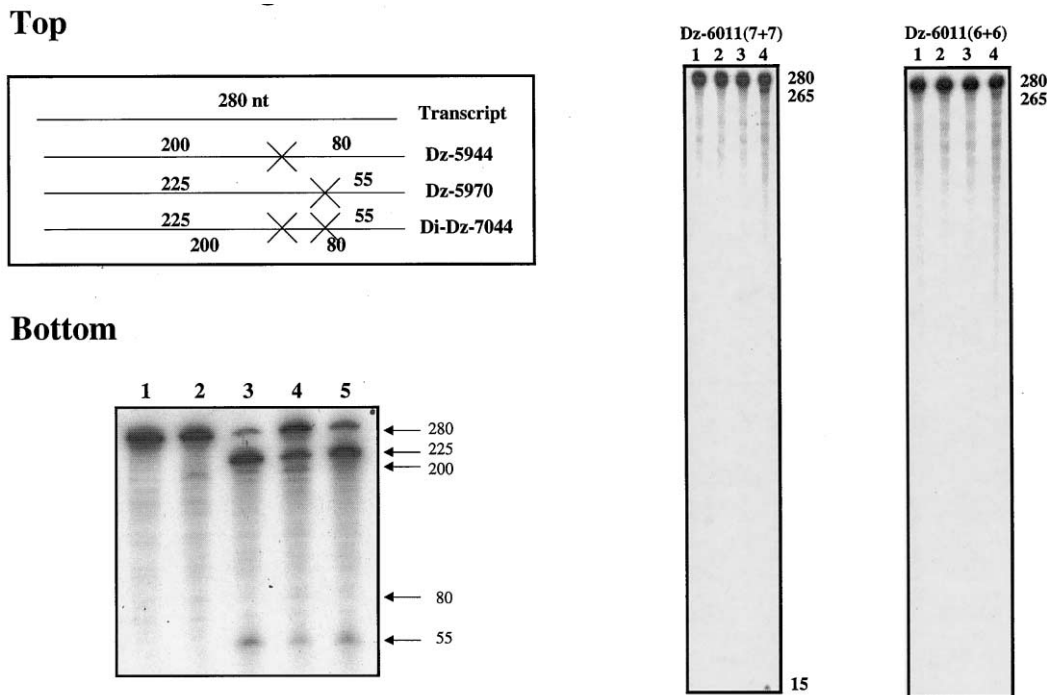 Top
280 nt
Transcript
200 80 Dz-5944
225 55 Dz-5970
225 55 Di-Dz-7044
200 80
Bottom
1 2 3 4 5
280
225
200
80
55
Dz-6011(7+7)
1 2 3 4
280
265
15
Dz-6011(6+6)
1 2 3 4
280
265